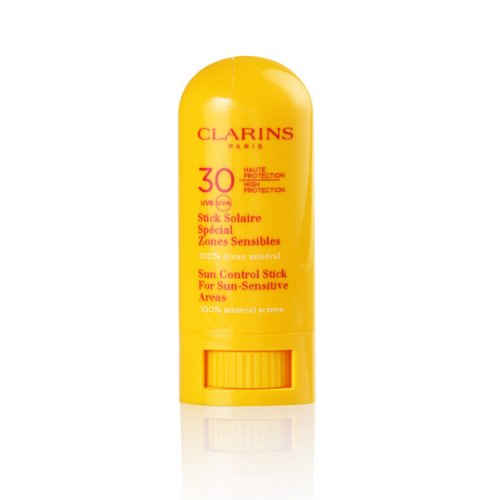 CLARINS
PARIS
30
HAUTE
PROTECTION
HIGH
PROTECTION
UVB UVA
Stick Solaire
Spécial
Zones Sensibles
100% écran minéral
Sun Control Stick
For Sun-Sensitive
Areas
100% mineral screen